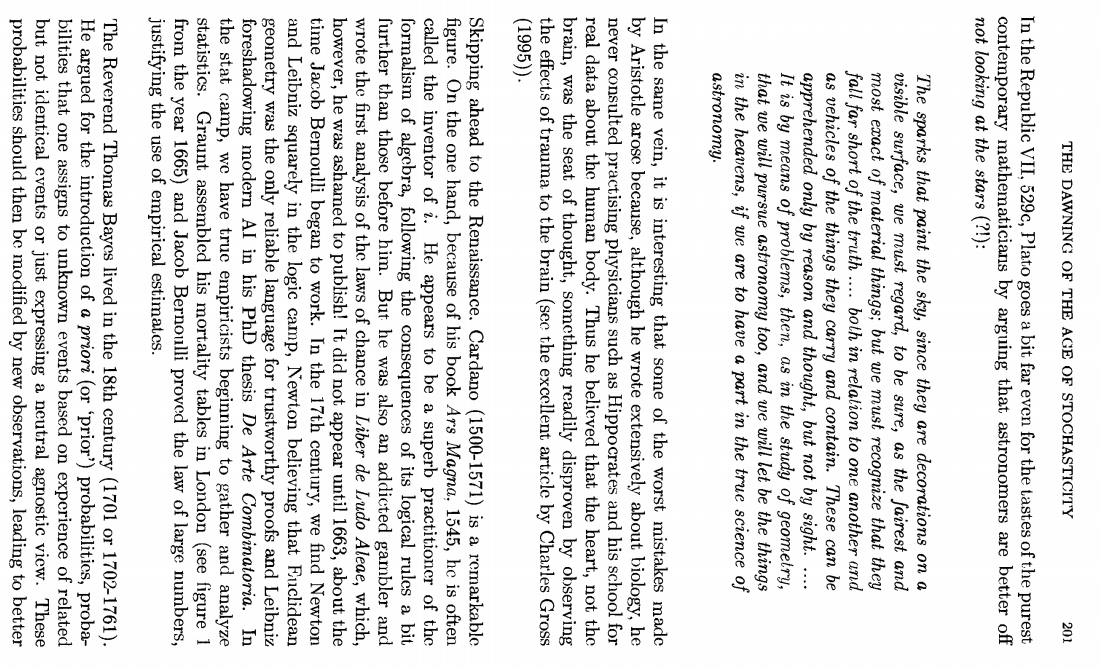 THE DAWNING OF THE AGE OF STOCHASTICITY 201
In the Republic VII, 529c, Plato goes a bit far even for the tastes of the purest
contemporary mathematicians by arguing that astronomers are better off
not looking at the stars (?!):
The sparks that paint the sky, since they are decorations on a
visible surface, we must regard, to be sure, as the fairest and
most exact of material things; but we must recognize that they
fall far short of the truth .... both in relation to one another and
as vehicles of the things they carry and contain. These can be
apprehended only by reason and thought, but not by sight. ....
It is by means of problems, then, as in the study of geometry,
that we will pursue astronomy too, and we will let be the things
in the heavens, if we are to have a part in the true science of
astronomy.
In the same vein, it is interesting that some of the worst mistakes made
by Aristotle arose because, although he wrote extensively about biology, he
never consulted practising physicians such as Hippocrates and his school for
real data about the human body. Thus he believed that the heart, not the
brain, was the seat of thought, something readily disproven by observing
the effects of trauma to the brain (see the excellent article by Charles Gross
(1995)).
Skipping ahead to the Renaissance, Cardano (1500-1571) is a remarkable
figure. On the one hand, because of his book Ars Magna, 1545, he is often
called the inventor of i. He appears to be a superb practitioner of the
formalism of algebra, following the consequences of its logical rules a bit
further than those before him. But he was also an addicted gambler and
wrote the first analysis of the laws of chance in Liber de Ludo Aleae, which,
however, he was ashamed to publish! It did not appear until 1663, about the
time Jacob Bernoulli began to work. In the 17th century, we find Newton
and Leibniz squarely in the logic camp, Newton believing that Euclidean
geometry was the only reliable language for trustworthy proofs and Leibniz
foreshadowing modern AI in his PhD thesis De Arte Combinatoria. In
the stat camp, we have true empiricists beginning to gather and analyze
statistics. Graunt assembled his mortality tables in London (see figure 1
from the year 1665) and Jacob Bernoulli proved the law of large numbers,
justifying the use of empirical estimates.
The Reverend Thomas Bayes lived in the 18th century (1701 or 1702-1761).
He argued for the introduction of a priori (or 'prior') probabilities, proba-
bilities that one assigns to unknown events based on experience of related
but not identical events or just expressing a neutral agnostic view. These
probabilities should then be modified by new observations, leading to better